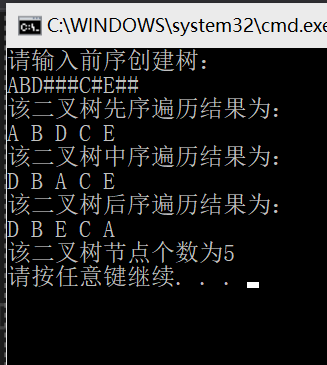 C:\WINDOWS\system32\cmd.exe
请输入前序创建树：
ABD###C#E##
该二叉树先序遍历结果为：
A B D C E
该二叉树中序遍历结果为：
D B A C E
该二叉树后序遍历结果为：
D B E C A
该二叉树节点个数为5
请按任意键继续. . .